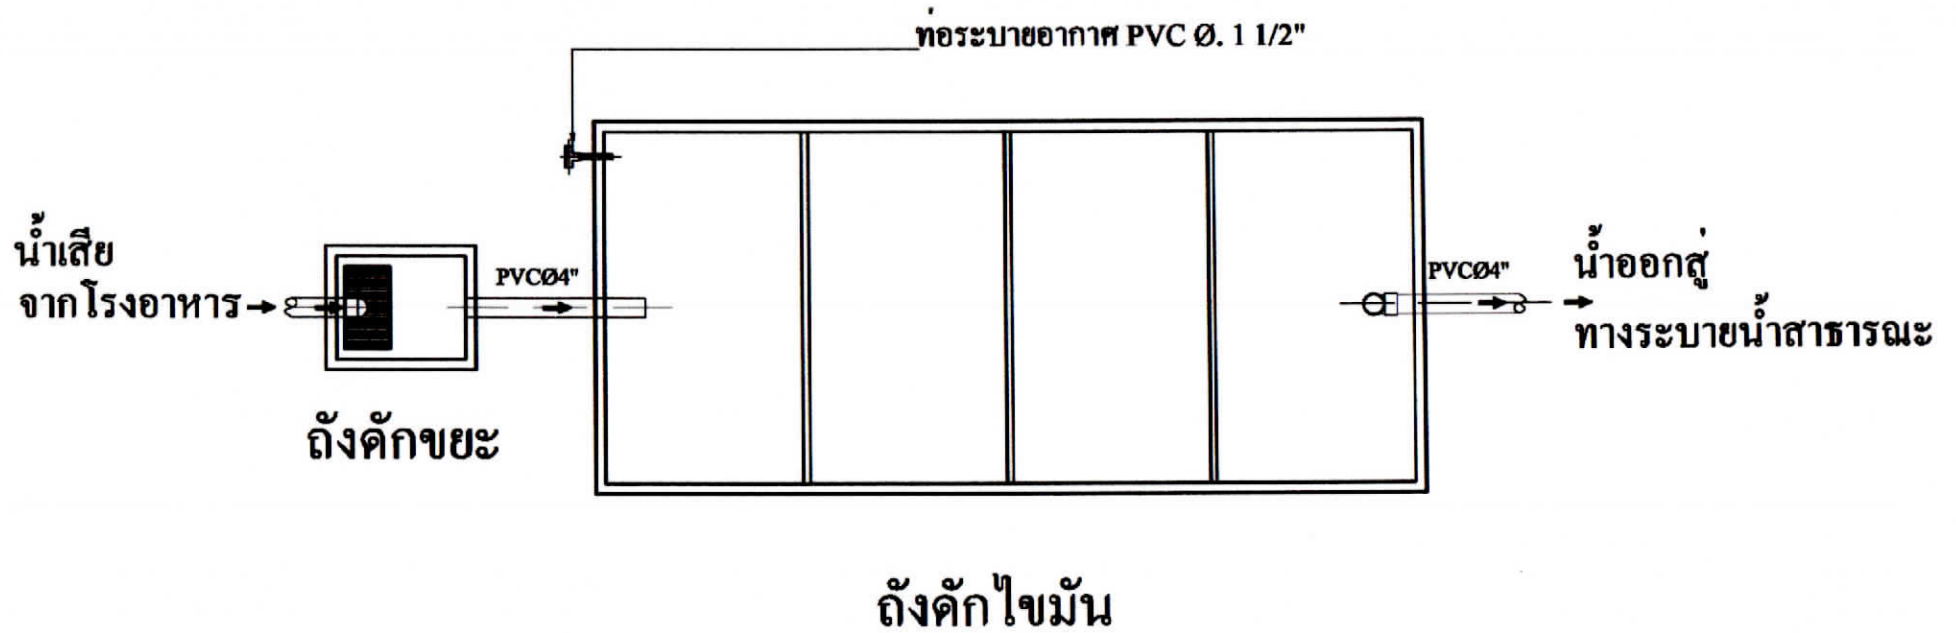 ท่อระบายอากาศ PVC Ø. 1 1/2"
น้ำเสีย
จากโรงอาหาร
PVCØ4"
PVCØ4"
น้ำออกสู่
ทางระบายน้ำสาธารณะ
ถังดักขยะ
ถังดักไขมัน